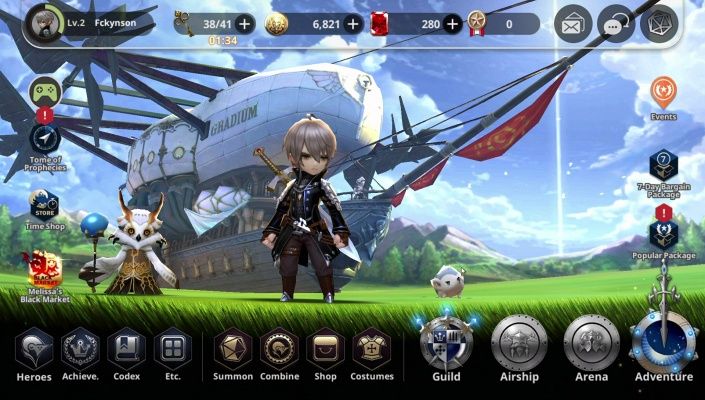 Lv.2 Fckynson
38/41
6,821
280
0
01:34
GRADIUM
Tome of
Prophecies
STORE
Time Shop
BLACK
MARKET
Melissa's
Black Market
Events
7
7-Day Bargain
Package
Popular Package
Heroes
Achieve.
Codex
Etc.
Summon
Combine
Shop
Costumes
Guild
Airship
Arena
Adventure